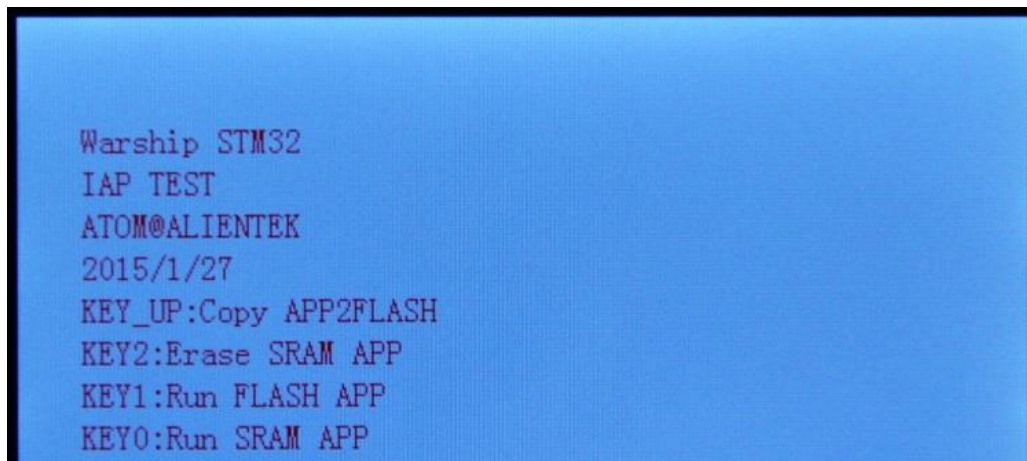 Warship STM32
IAP TEST
ATOM@ALIENTEK
2015/1/27
KEY_UP:Copy APP2FLASH
KEY2:Erase SRAM APP
KEY1:Run FLASH APP
KEY0:Run SRAM APP